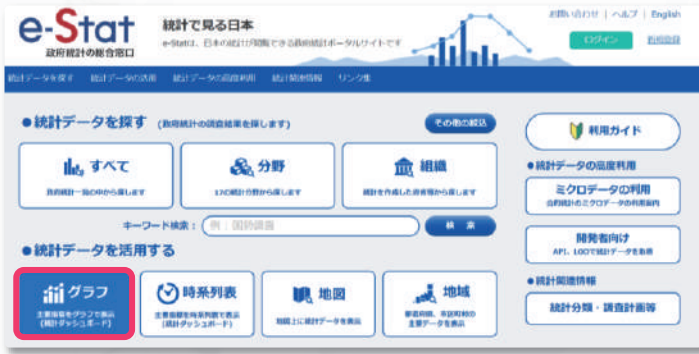 e-Stat
政府統計の総合窓口
統計で見る日本
e-Statは、日本の統計が閲覧できる政府統計ポータルサイトです
お問い合わせ | ヘルプ | English
ログイン
新規登録
統計データを探す 統計データの活用 統計データの高度利用 統計関連情報 リンク集
●統計データを探す (政府統計の調査結果を探します)
その他の絞込
すべて
政府統計一覧の中から探します
分野
17の統計分野から探します
組織
統計を作成した府省等から探します
キーワード検索: 例:国勢調査
検 索
●統計データを活用する
グラフ
主要指標をグラフで表示
(統計ダッシュボード)
時系列表
主要指標を時系列表で表示
(統計ダッシュボード)
地図
地図上に統計データを表示
地域
都道府県、市区町村の
主要データを表示
利用ガイド
●統計データの高度利用
ミクロデータの利用
公的統計のミクロデータの利用案内
開発者向け
API、LODで統計データを取得
●統計関連情報
統計分類・調査計画等